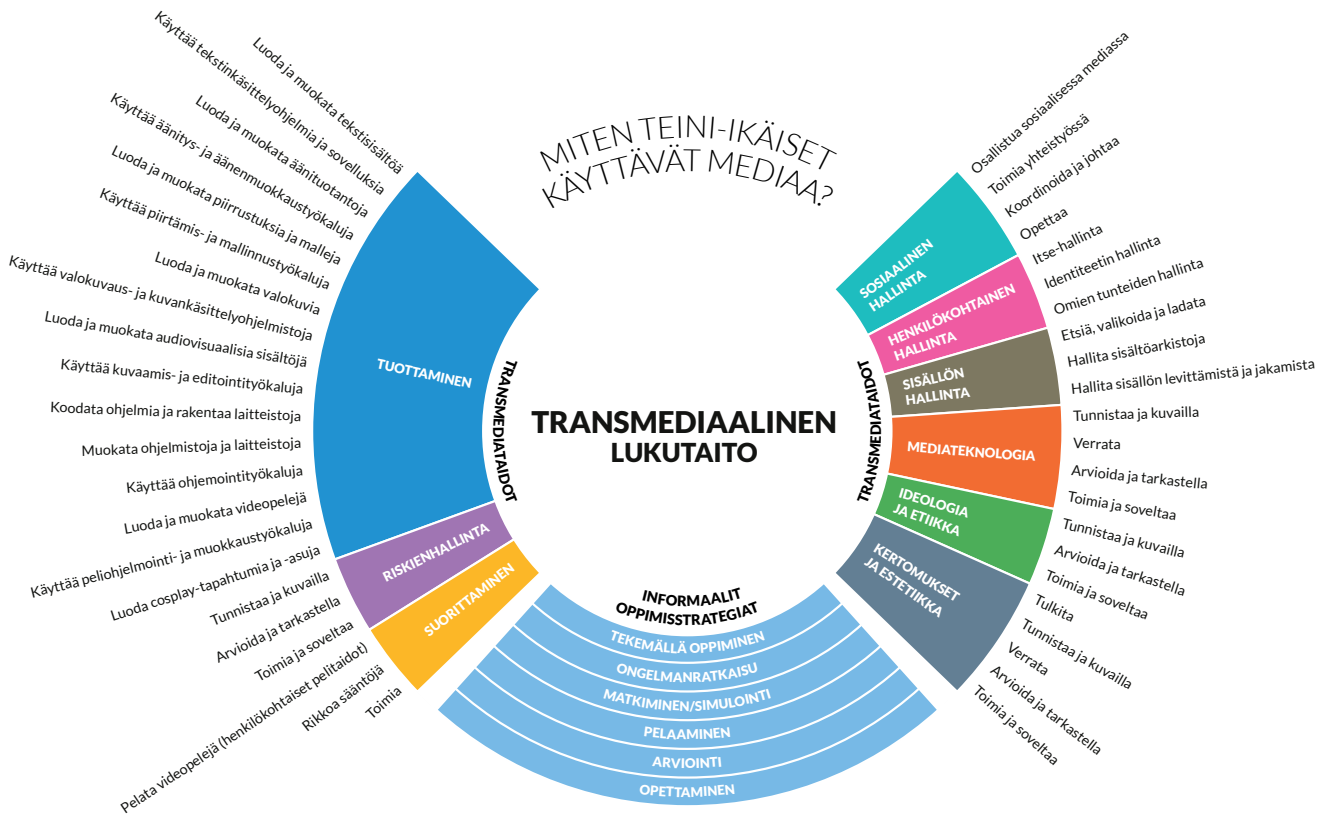 MITEN TEINI-IKÄISET
KÄYTTÄVÄT MEDIAA?
TRANSMEDIAALINEN
LUKUTAITO
TRANSMEDIATAIDOT
TUOTTAMINEN
Luoda ja muokata tekstisisältöä
Käyttää tekstinkäsittelyohjelmia ja sovelluksia
Luoda ja muokata äänituotantoja
Käyttää äänitys- ja äänenmuokkaustyökaluja
Luoda ja muokata piirrustuksia ja malleja
Käyttää piirtämis- ja mallinnustyökaluja
Luoda ja muokata valokuvia
Käyttää valokuvaus- ja kuvankäsittelyohjelmistoja
Luoda ja muokata audiovisuaalisia sisältöjä
Käyttää kuvaamis- ja editointityökaluja
Koodata ohjelmia ja rakentaa laitteistoja
Muokata ohjelmistoja ja laitteistoja
Käyttää ohjemointityökaluja
Luoda ja muokata videopelejä
Käyttää peliohjelmointi- ja muokkaustyökaluja
Luoda cosplay-tapahtumia ja -asuja
RISKIENHALLINTA
Tunnistaa ja kuvailla
Arvioida ja tarkastella
Toimia ja soveltaa
SUORITTAMINEN
Pelata videopelejä (henkilökohtaiset pelitaidot)
Rikkoa sääntöjä
Toimia
TRANSMEDIATAIDOT
SOSIAALINEN
HALLINTA
Osallistua sosiaalisessa mediassa
Toimia yhteistyössä
Koordinoida ja johtaa
Opettaa
HENKILÖKOHTAINEN
HALLINTA
Itse-hallinta
Identiteetin hallinta
Omien tunteiden hallinta
SISÄLLÖN
HALLINTA
Etsiä, valikoida ja ladata
Hallita sisältöarkistoja
Hallita sisällön levittämistä ja jakamista
MEDIATEKNOLOGIA
Tunnistaa ja kuvailla
Verrata
Arvioida ja tarkastella
Toimia ja soveltaa
IDEOLOGIA
JA ETIIKKA
Tunnistaa ja kuvailla
Arvioida ja tarkastella
Toimia ja soveltaa
KERTOMUKSET
JA ESTETIIKKA
Tulkita
Tunnistaa ja kuvailla
Verrata
Arvioida ja tarkastella
Toimia ja soveltaa
INFORMAALIT
OPPIMISSTRATEGIAT
TEKEMÄLLÄ OPPIMINEN
ONGELMANRATKAISU
MATKIMINEN/SIMULOINTI
PELAAMINEN
ARVIOINTI
OPETTAMINEN